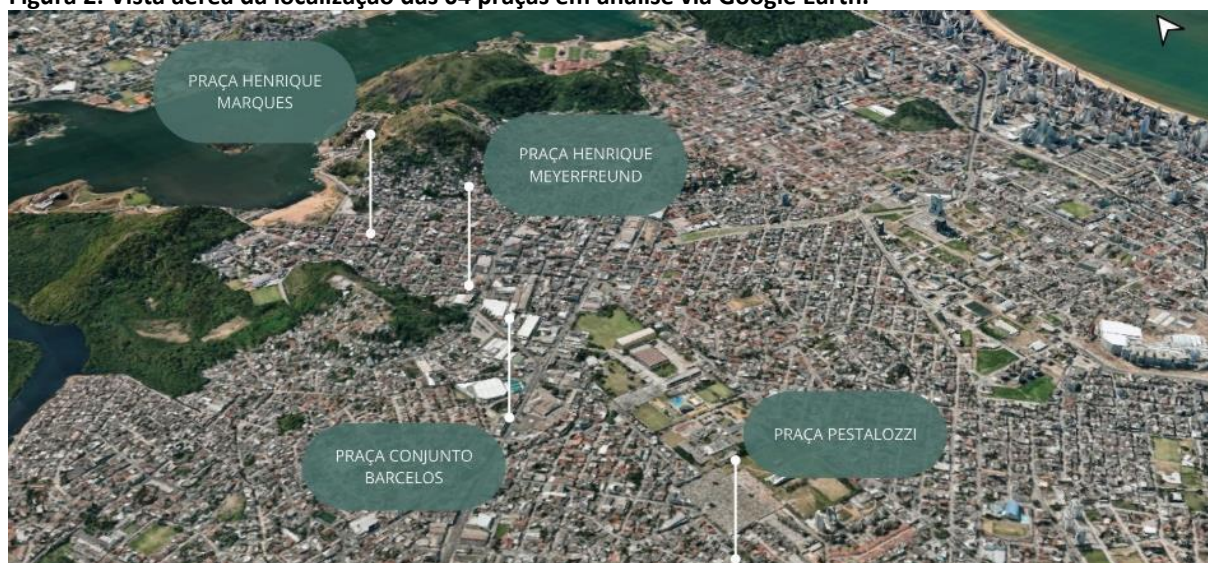 Figura 2: Vista aérea da localização das 04 praças em análise via Google Earth.
PRAÇA HENRIQUE
MARQUES
PRAÇA HENRIQUE
MEYERFREUND
PRAÇA CONJUNTO
BARCELOS
PRAÇA PESTALOZZI